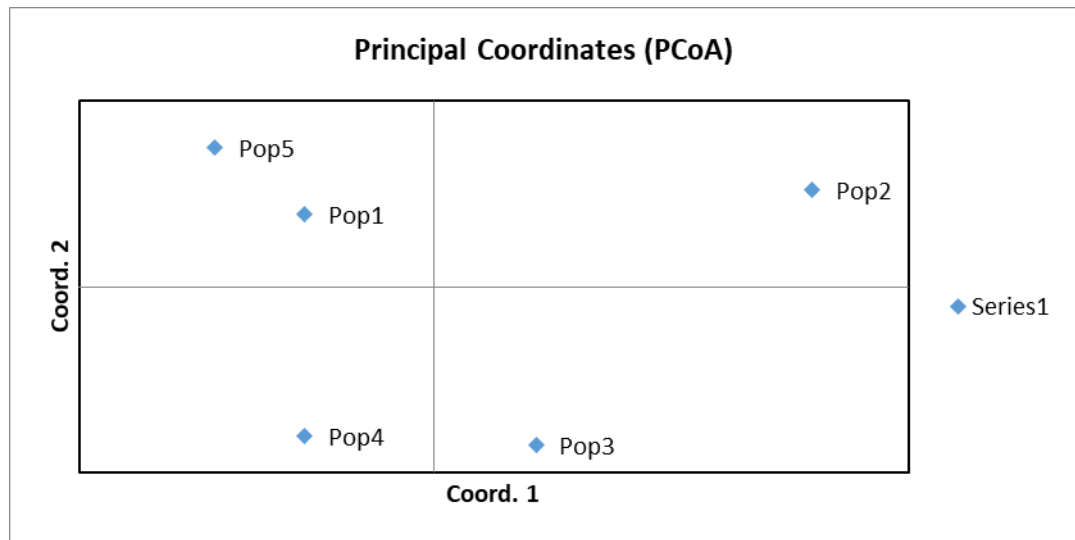 Principal Coordinates (PCoA)
Pop5
Pop2
Pop1
Coord. 2
Series1
Pop4
Pop3
Coord. 1